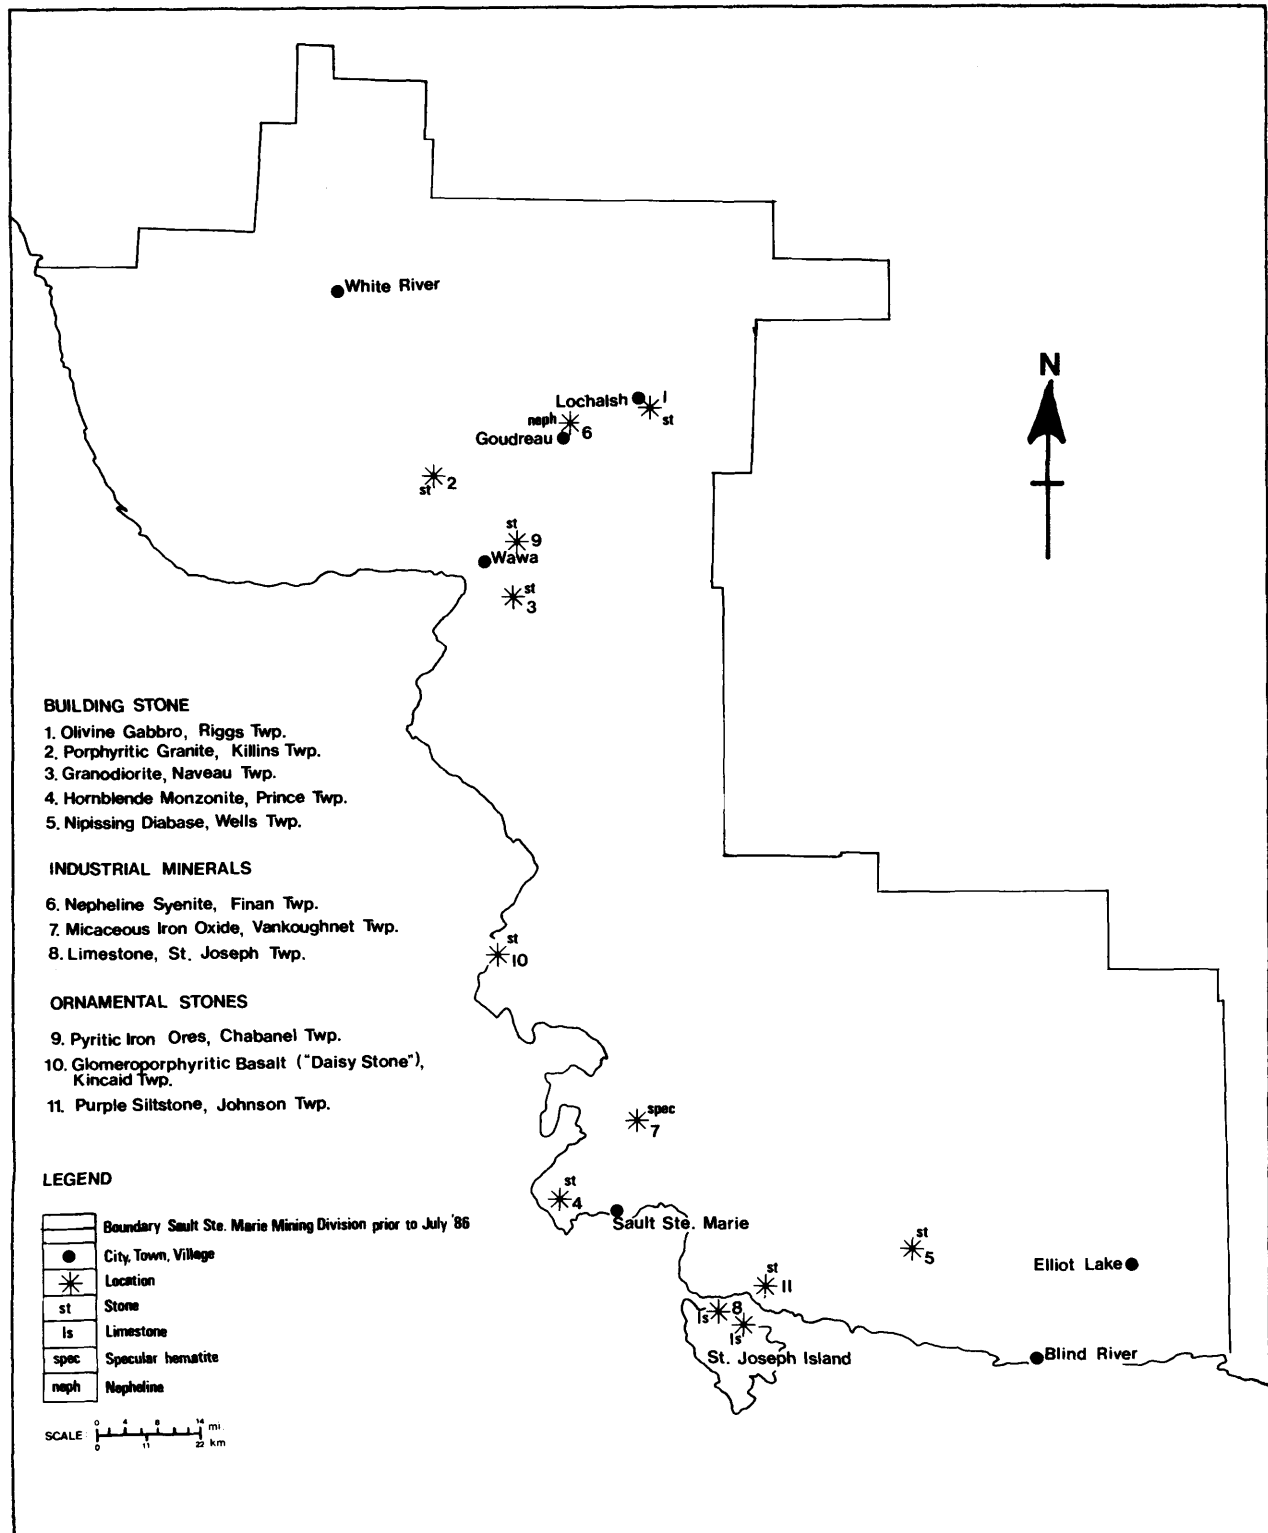 White River
N
Lochalsh
1
st
neph
6
Goudreau
st
2
st
9
Wawa
st
3
BUILDING STONE
1. Olivine Gabbro, Riggs Twp.
2. Porphyritic Granite, Killins Twp.
3. Granodiorite, Naveau Twp.
4. Hornblende Monzonite, Prince Twp.
5. Nipissing Diabase, Wells Twp.
INDUSTRIAL MINERALS
6. Nepheline Syenite, Finan Twp.
7. Micaceous Iron Oxide, Vankoughnet Twp.
8. Limestone, St. Joseph Twp.
ORNAMENTAL STONES
9. Pyritic Iron Ores, Chabanel Twp.
10. Glomeroporphyritic Basalt ("Daisy Stone"),
Kincaid Twp.
11. Purple Siltstone, Johnson Twp.
st
10
spec
7
st
4
Sault Ste. Marie
st
5
Elliot Lake
st
11
ls
8
ls
St. Joseph Island
Blind River
LEGEND
Boundary Sault Ste. Marie Mining Division prior to July '86
City, Town, Village
Location
st Stone
ls Limestone
spec Specular hematite
neph Nepheline
0 4 8 14 mi
SCALE:
0 11 22 km